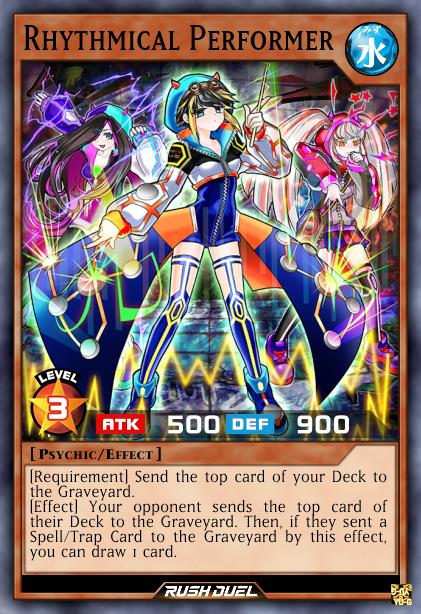 RHYTHMICAL PERFORMER
みず
水
LEVEL
3
ATK 500 DEF 900
[PSYCHIC/EFFECT]
[Requirement] Send the top card of your Deck to
the Graveyard.
[Effect] Your opponent sends the top card of
their Deck to the Graveyard. Then, if they sent a
Spell/Trap Card to the Graveyard by this effect,
you can draw 1 card.
RUSH DUEL